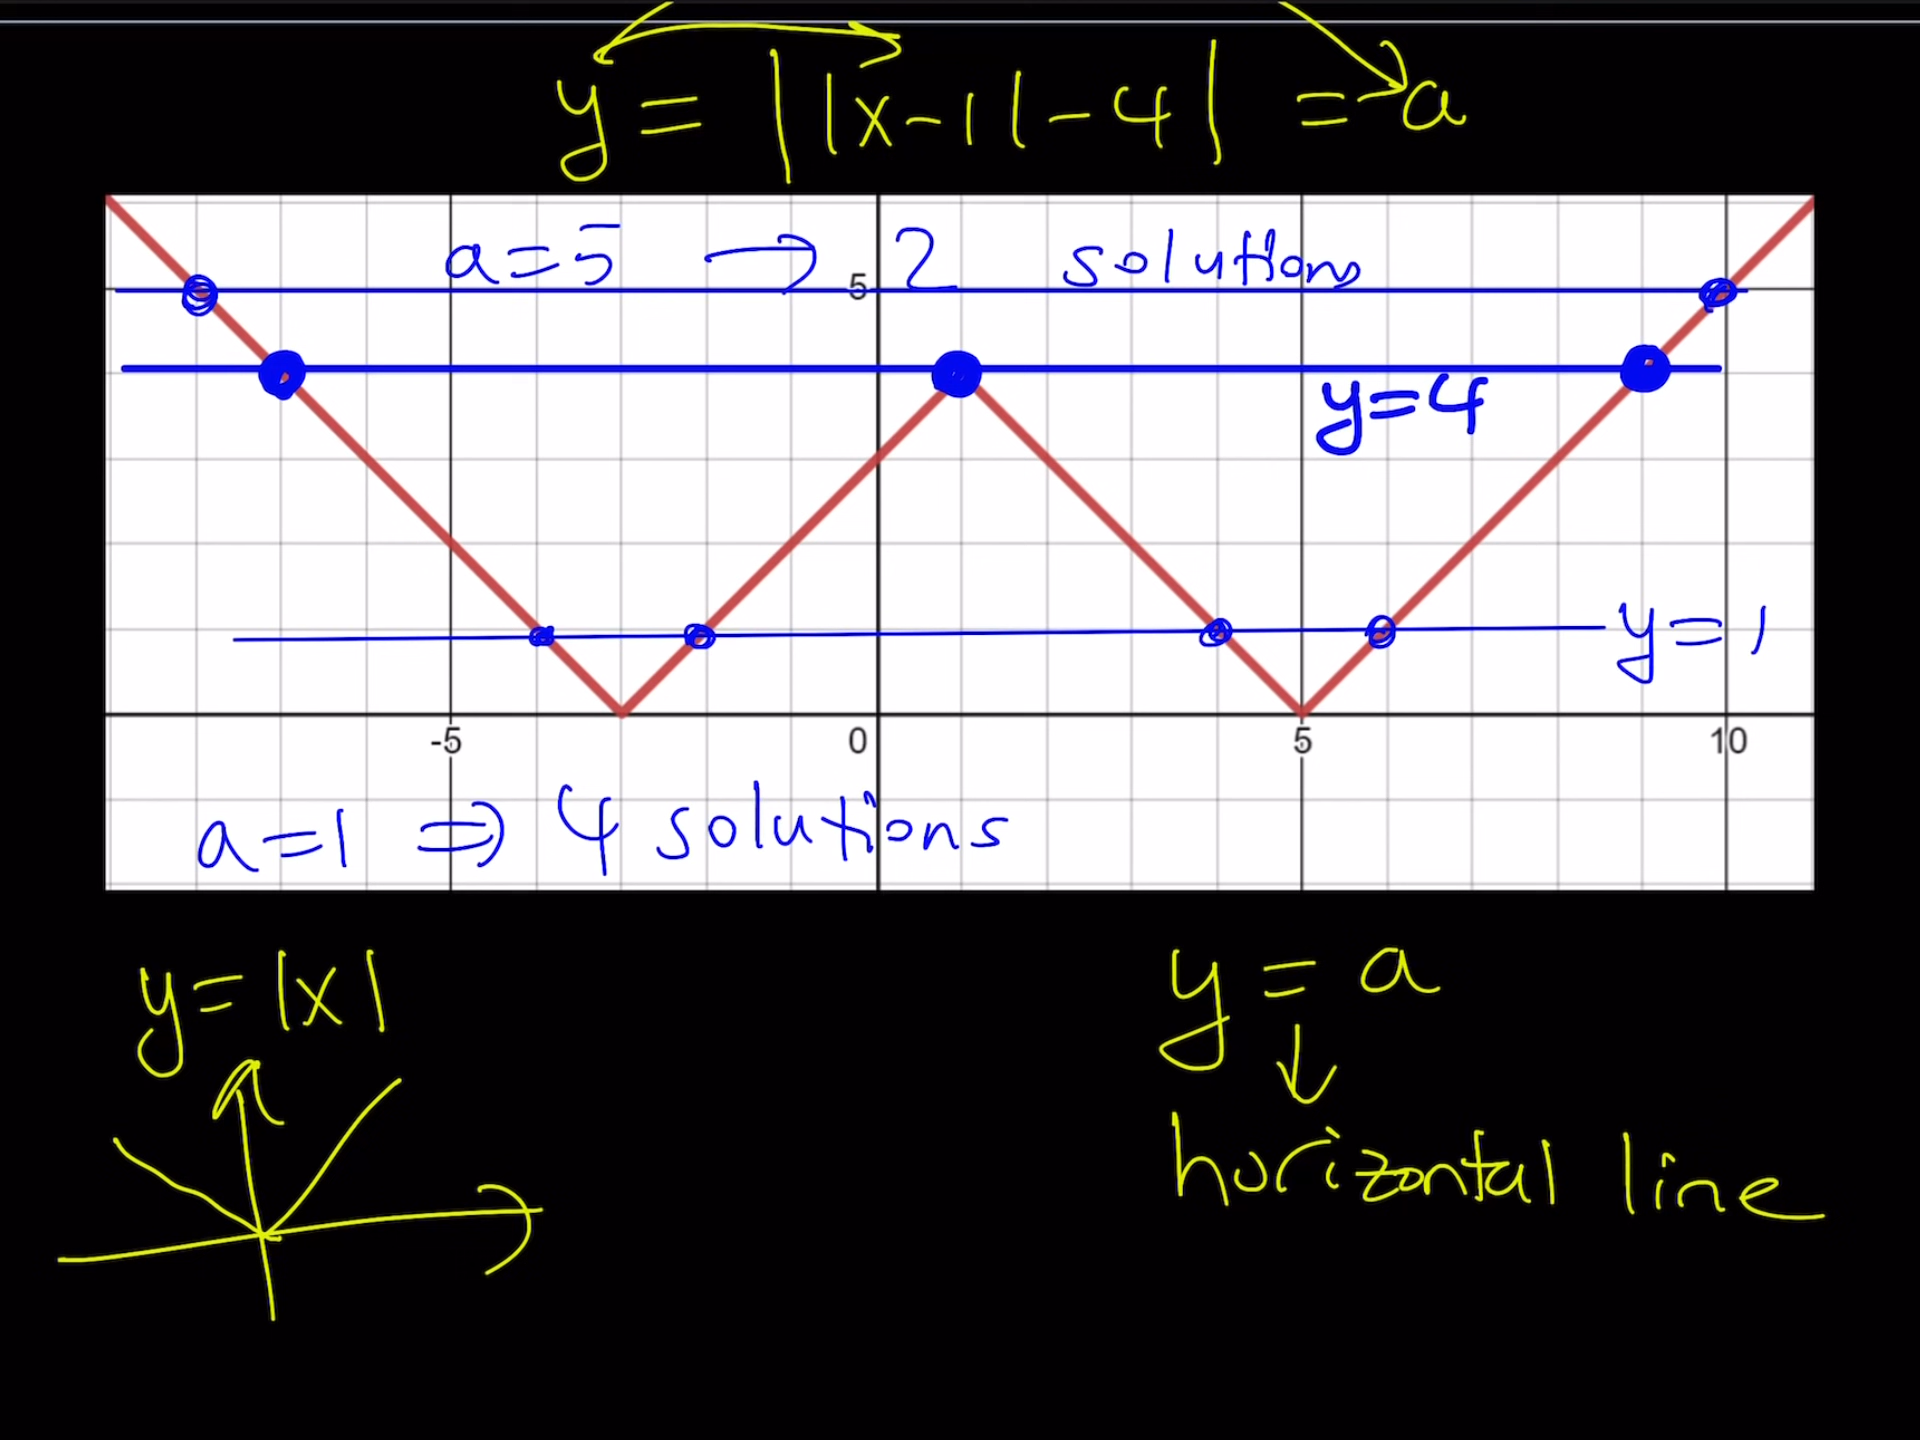 y = ||x-1|-4| = a
a=5 → 2 solutions
5
y=4
y=1
-5 0 5 10
a=1 ⇒ 4 solutions
y=|x|
y = a
↓
horizontal line